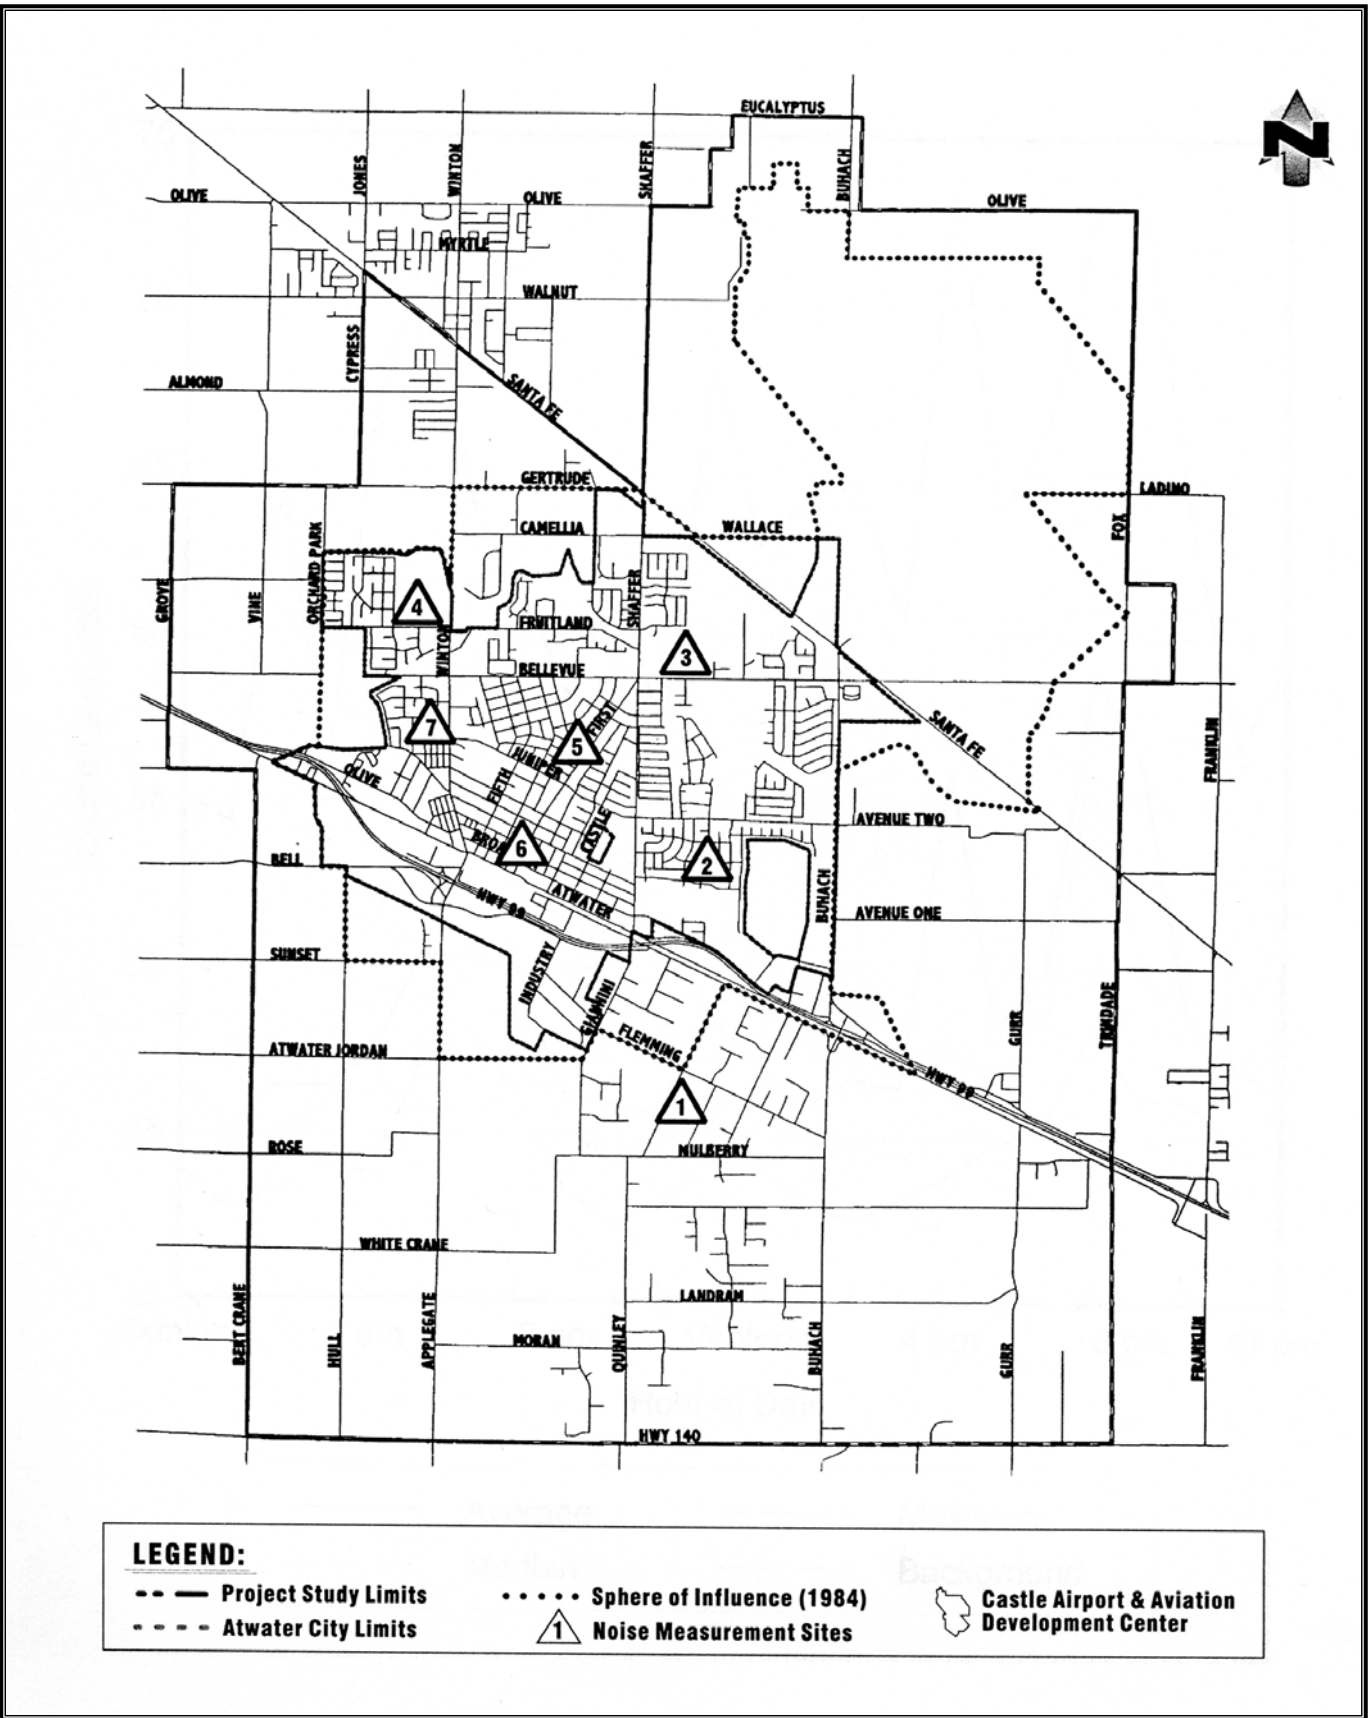 EUCALYPTUS
N
JONES
WINTON
SHAFFER
BUHACH
OLIVE
OLIVE
OLIVE
MYRTLE
WALNUT
CYPRESS
ALMOND
SANTA FE
GERTRUDE
LADINO
ORCHARD PARK
CAMELLIA
WALLACE
FOX
GROVE
VINE
4
SHAFFER
FRUITLAND
WINTON
3
BELLEVUE
7
5
FIRST
SANTA FE
FRANKLIN
JUNIPER
OLIVE
FIFTH
CASTLE
AVENUE TWO
6
2
BELL
BUHACH
ATWATER
HWY 99
AVENUE ONE
SUNSET
INDUSTRY
GIANNINI
FLEMMING
GURR
TRINDADE
ATWATER JORDAN
HWY 99
1
ROSE
MULBERRY
WHITE CRANE
LANDRAM
BERT CRANE
HULL
APPLEGATE
MORAN
QUINLEY
BUHACH
GURR
FRANKLIN
HWY 140
LEGEND:
Project Study Limits
Sphere of Influence (1984)
Castle Airport & Aviation
Development Center
Atwater City Limits
1 Noise Measurement Sites